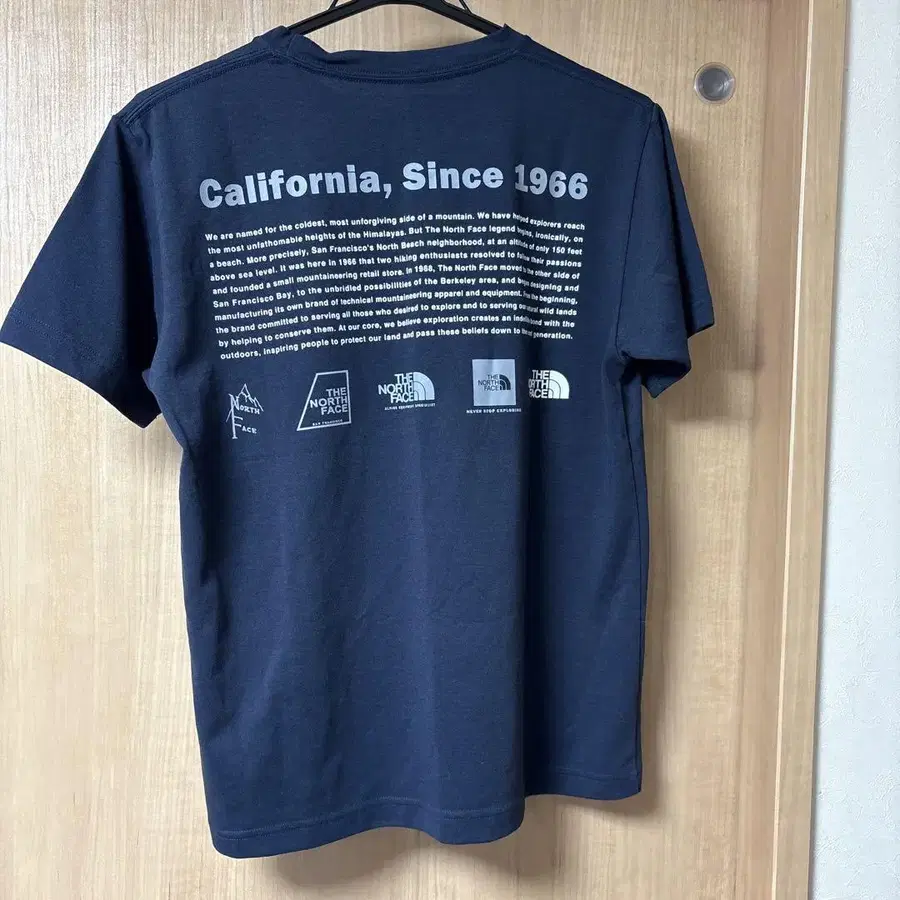 California, Since 1966
We are named for the coldest, most unforgiving side of a mountain. We have helped explorers reach
the most unfathomable heights of the Himalayas. But The North Face legend begins, ironically, on
a beach. More precisely, San Francisco's North Beach neighborhood, at an altitude of only 150 feet
above sea level. It was here in 1966 that two hiking enthusiasts resolved to follow their passions
and founded a small mountaineering retail store. In 1968, The North Face moved to the other side of
San Francisco Bay, to the unbridled possibilities of the Berkeley area, and began designing and
manufacturing its own brand of technical mountaineering apparel and equipment. From the beginning,
the brand committed to serving all those who desired to explore and to serving our wild lands
by helping to conserve them. At our core, we believe exploration creates an bond with the
outdoors, inspiring people to protect our land and pass these beliefs down to generation.
NORTH
FACE
THE
NORTH
FACE
SAN FRANCISCO
THE
NORTH
FACE
ALPINE EQUIPMENT SPECIALIST
THE
NORTH
FACE
NEVER STOP EXPLORING
THE
NORTH
FACE